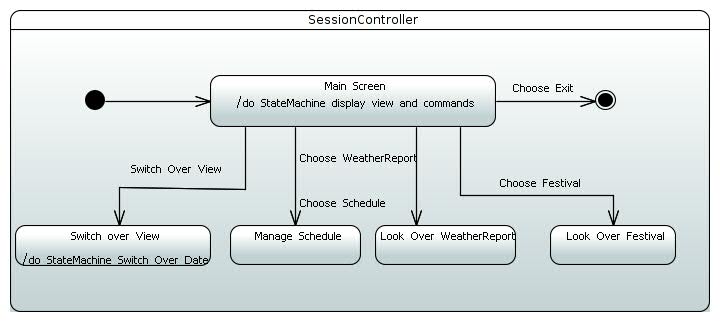 SessionController
Main Screen
/do StateMachine display view and commands
Choose Exit
Switch Over View
Choose WeatherReport
Choose Schedule
Choose Festival
Switch over View
/do StateMachine Switch Over Date
Manage Schedule
Look Over WeatherReport
Look Over Festival